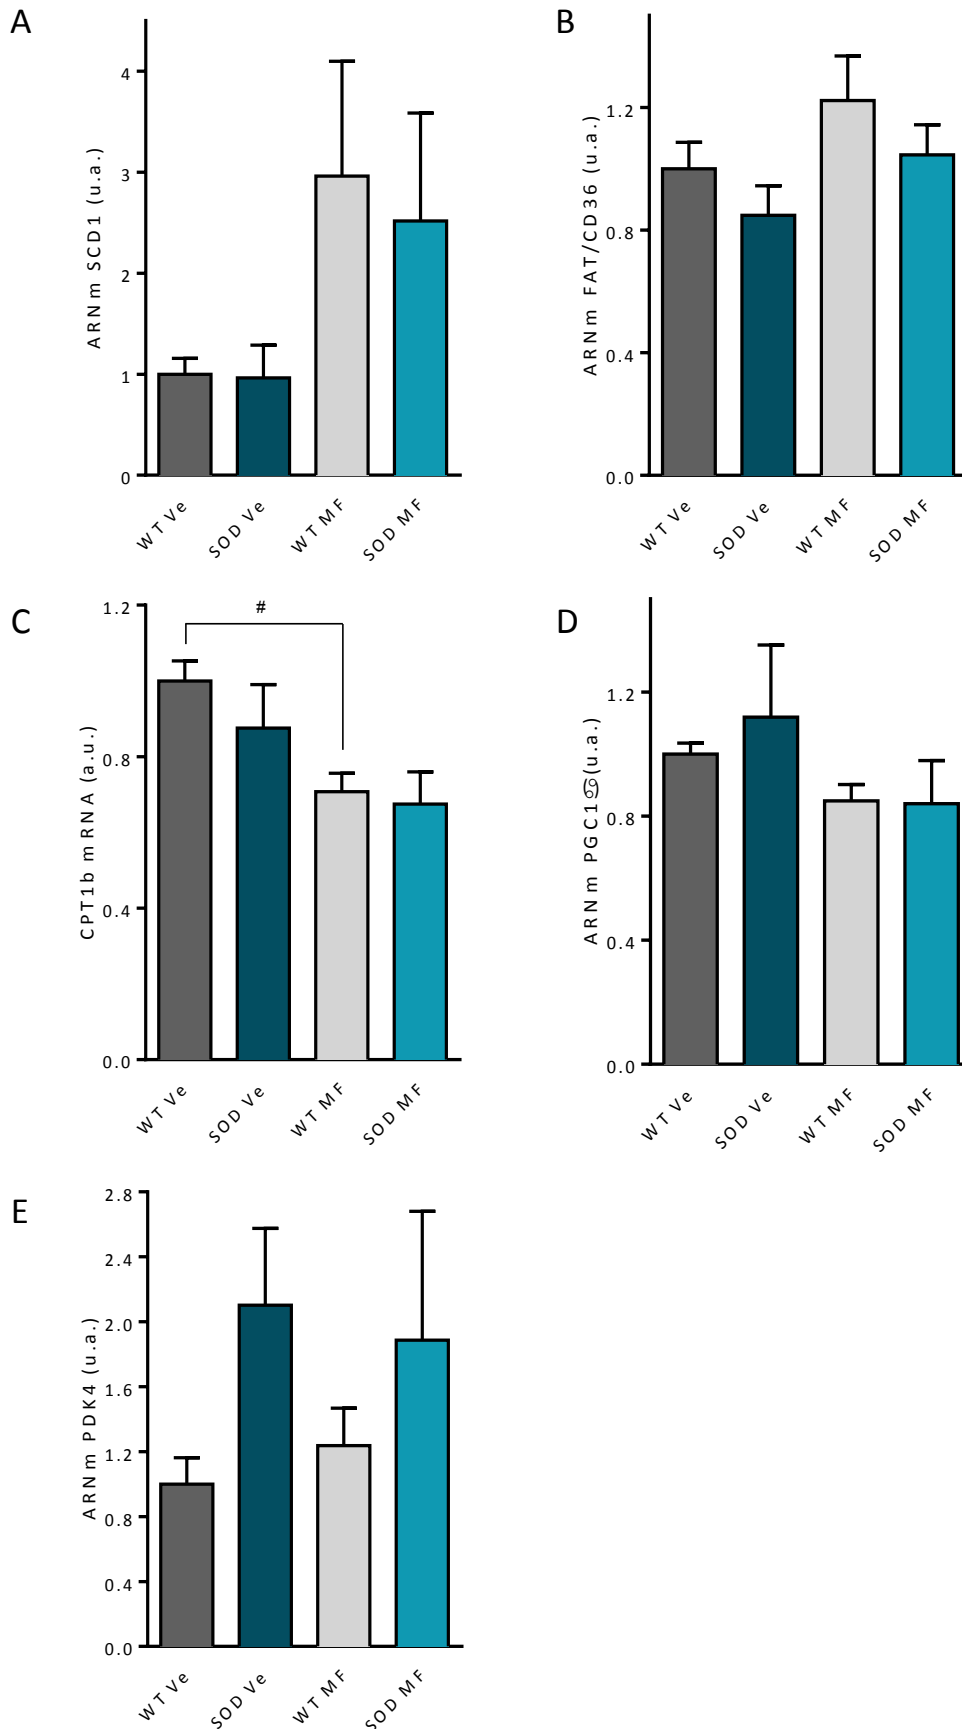 A
ARNm SCD1 (u.a.)
4
3
2
1
0
WT Ve
SOD Ve
WT MF
SOD MF
B
ARNm FAT/CD36 (u.a.)
1.2
0.8
0.4
0.0
WT Ve
SOD Ve
WT MF
SOD MF
C
CPT1b mRNA (a.u.)
1.2
0.8
0.4
0.0
#
WT Ve
SOD Ve
WT MF
SOD MF
D
ARNm PGC1 (u.a.)
1.2
0.8
0.4
0.0
WT Ve
SOD Ve
WT MF
SOD MF
E
ARNm PDK4 (u.a.)
2.8
2.4
2.0
1.6
1.2
0.8
0.4
0.0
WT Ve
SOD Ve
WT MF
SOD MF